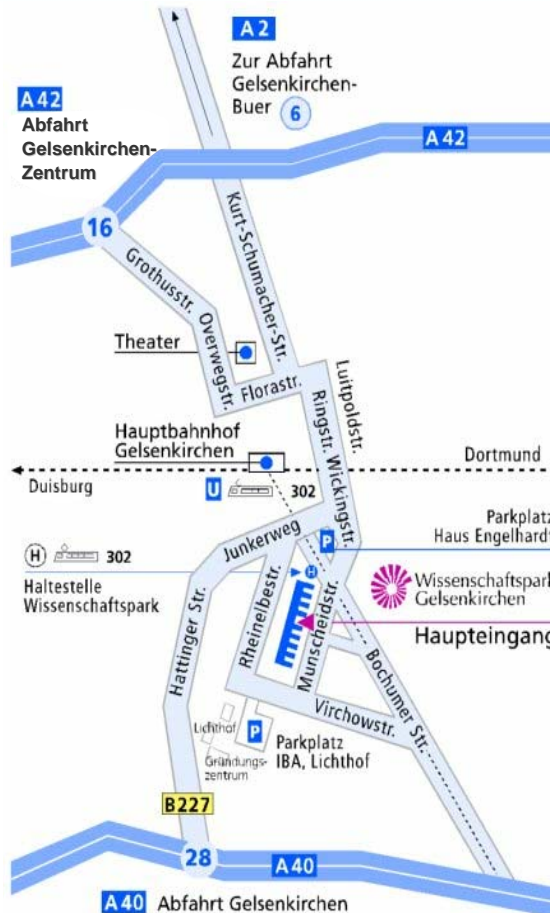 A 2
Zur Abfahrt
Gelsenkirchen-
Buer 6
A 42
Abfahrt
Gelsenkirchen-
Zentrum
A 42
16
Kurt-Schumacher-Str.
Grothusstr.
Overwegstr.
Theater
Florastr.
Luitpoldstr.
Ringstr.
Wickingstr.
Hauptbahnhof
Gelsenkirchen
Dortmund
Duisburg
U 302
Parkplatz
Haus Engelhardt
P
Junkerweg
H 302
Haltestelle
Wissenschaftspark
H
Wissenschaftspark
Gelsenkirchen
Haupteingang
Hattinger Str.
Rheinelbestr.
Munscheidstr.
Bochumer Str.
Virchowstr.
Lichthof
P
Parkplatz
IBA, Lichthof
Gründungs-
zentrum
B227
28
A 40
A 40 Abfahrt Gelsenkirchen